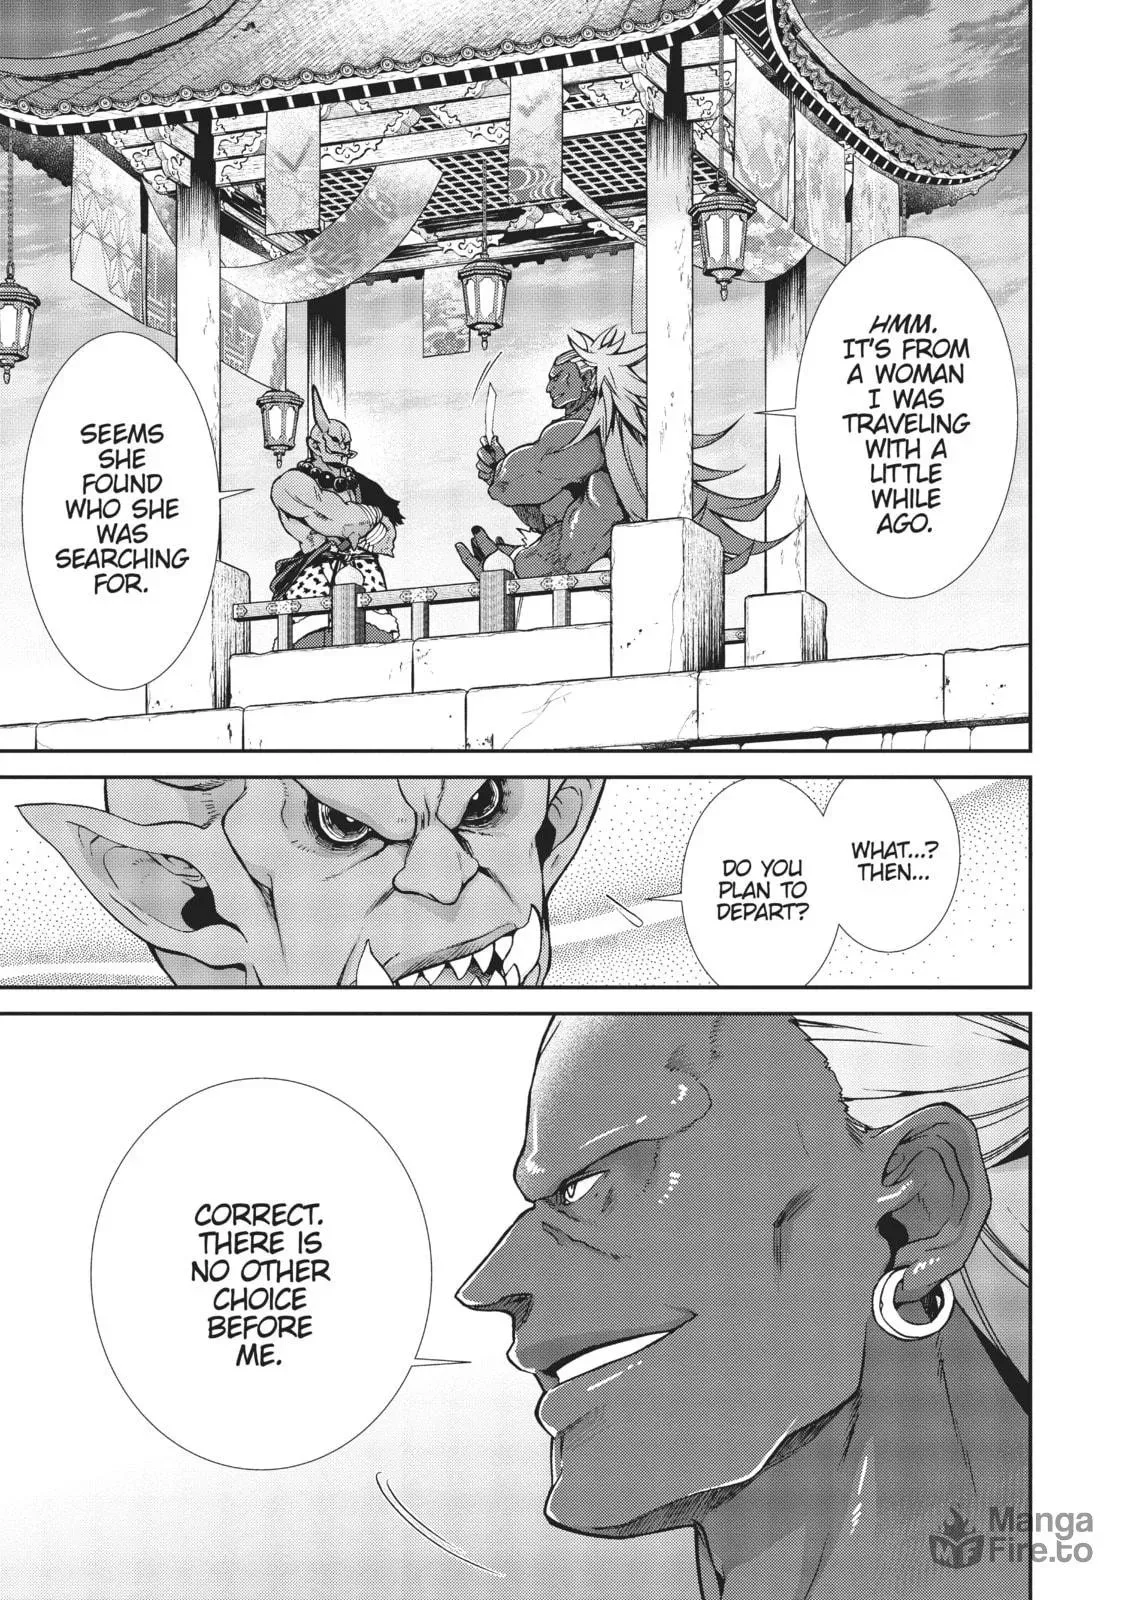 HMM.
IT'S FROM
A WOMAN
I WAS
TRAVELING
WITH A
LITTLE
WHILE
AGO.
SEEMS
SHE
FOUND
WHO SHE
WAS
SEARCHING
FOR.
WHAT...?
THEN...
DO YOU
PLAN TO
DEPART?
CORRECT.
THERE IS
NO OTHER
CHOICE
BEFORE
ME.
MF
Manga
Fire.to